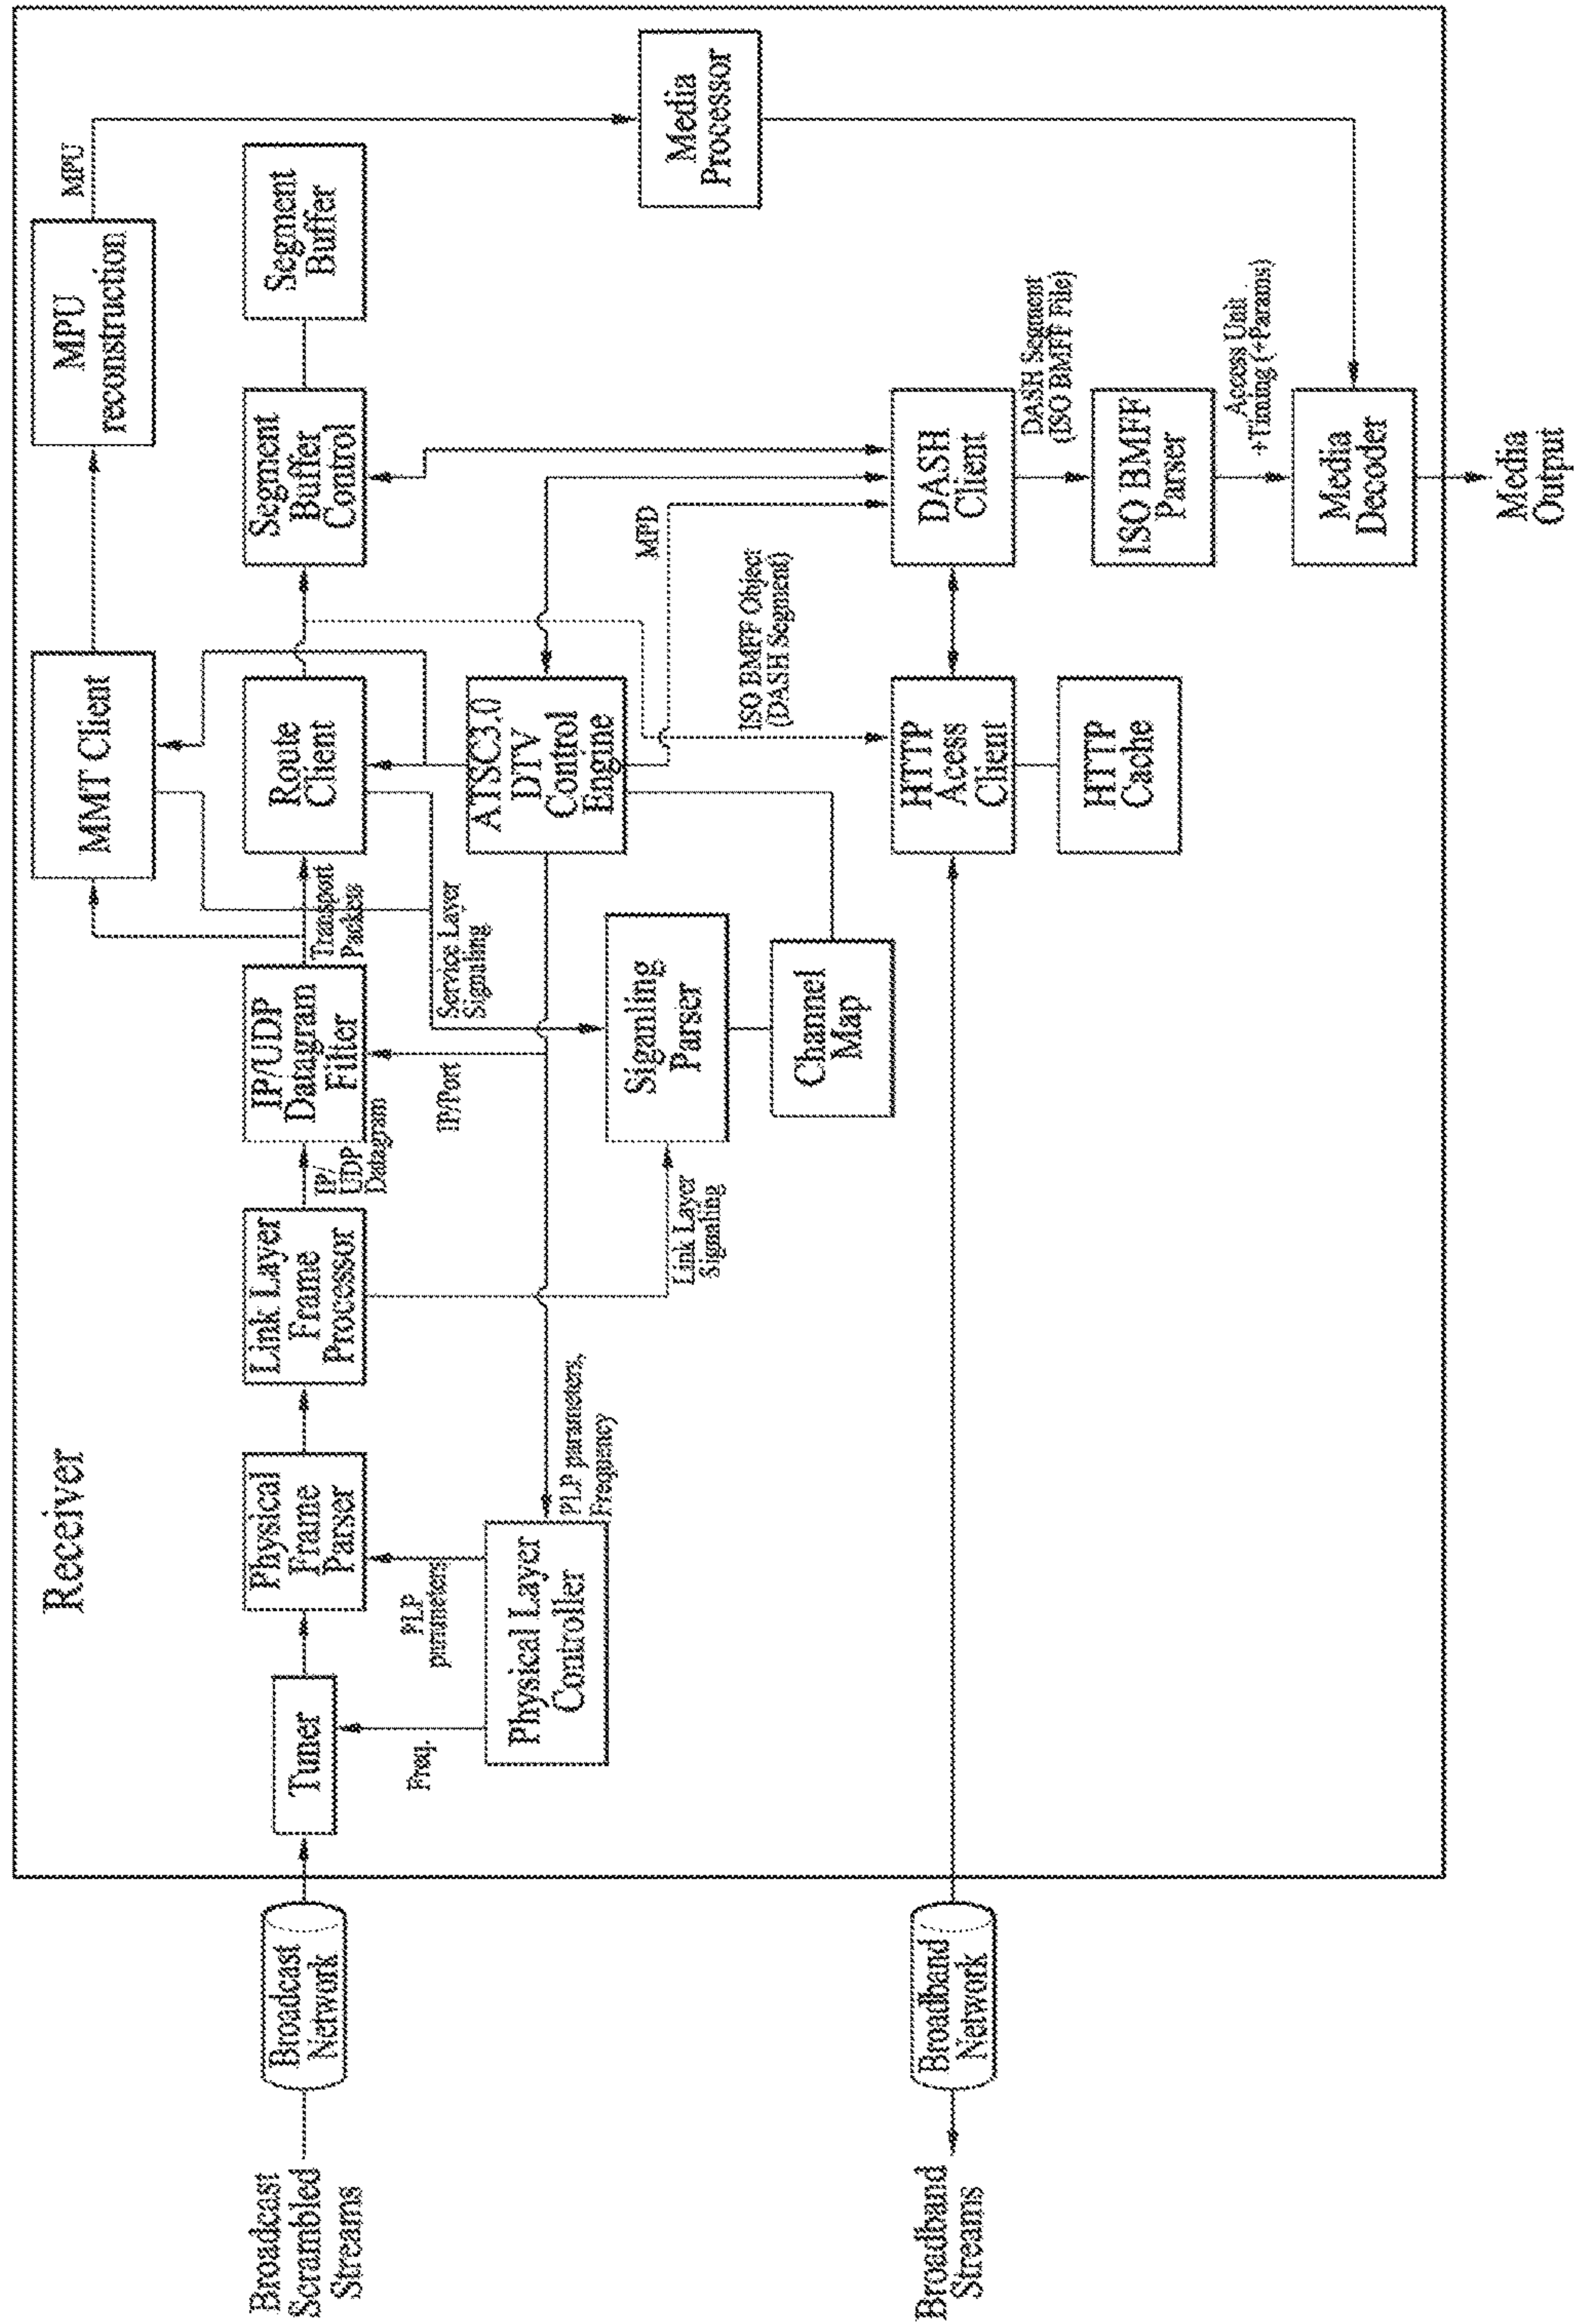 Receiver
MMT Client
MPU
reconstruction
MPU
Broadcast
Scrambled
Streams
Broadcast
Network
Tuner
Physical
Frame
Parser
Link Layer
Frame
Processor
IP/
UDP
Datagram
IP/UDP
Datagram
Filter
Transport
Packets
Route
Client
Segment
Buffer
Control
Segment
Buffer
Freq.
PLP
parameters
IP/Port
Service Layer
Signaling
Physical Layer
Controller
PLP parameters,
Frequency
ATSC3.0
DTV
Control
Engine
Link Layer
Signaling
Siganling
Parser
Channel
Map
MPD
ISO BMFF Object
(DASH Segment)
Media
Processor
Broadband
Streams
Broadband
Network
HTTP
Acess
Client
HTTP
Cache
DASH
Client
DASH Segment
(ISO BMFF File)
ISO BMFF
Parser
Access Unit
+Timing (+Params)
Media
Decoder
Media
Output